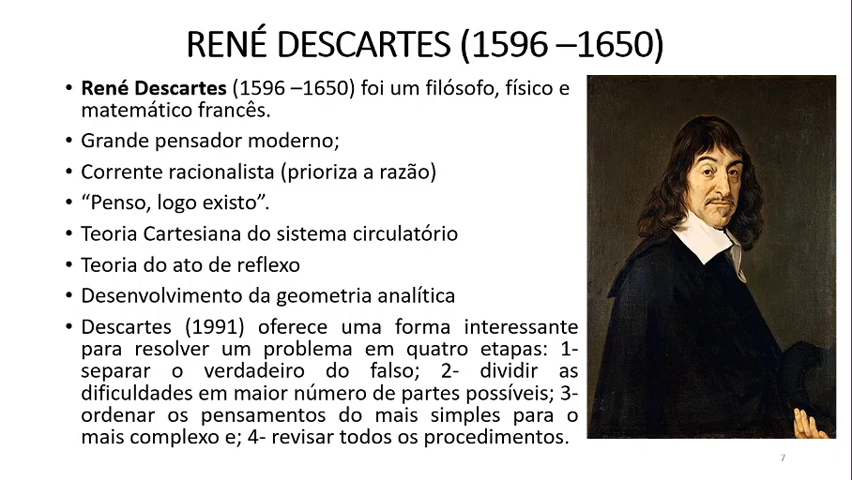 RENÉ DESCARTES (1596 –1650)
• René Descartes (1596 –1650) foi um filósofo, físico e
matemático francês.
• Grande pensador moderno;
• Corrente racionalista (prioriza a razão)
• “Penso, logo existo”.
• Teoria Cartesiana do sistema circulatório
• Teoria do ato de reflexo
• Desenvolvimento da geometria analítica
• Descartes (1991) oferece uma forma interessante
para resolver um problema em quatro etapas: 1-
separar o verdadeiro do falso; 2- dividir as
dificuldades em maior número de partes possíveis; 3-
ordenar os pensamentos do mais simples para o
mais complexo e; 4- revisar todos os procedimentos.
7